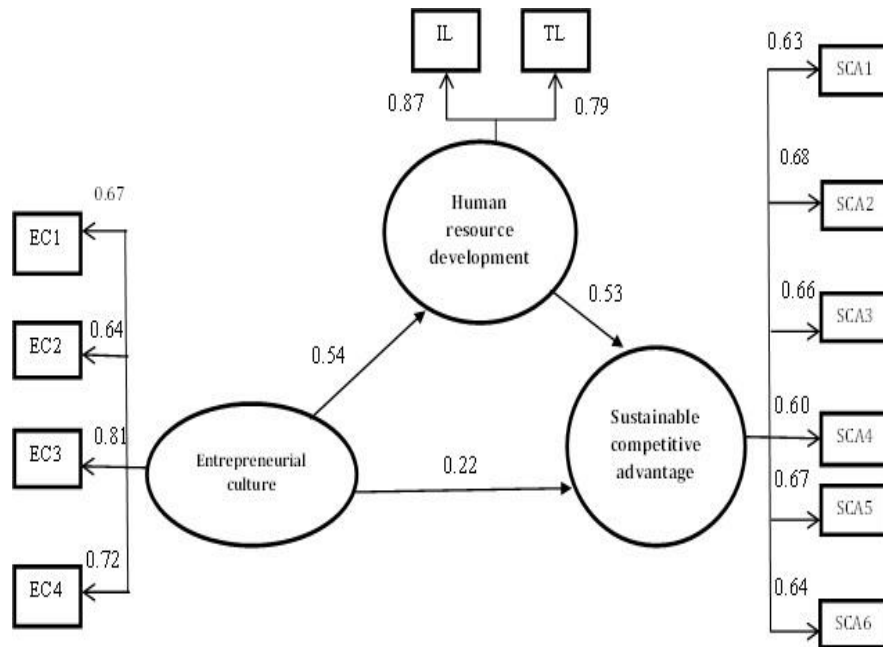 IL
TL
0.63
SCA1
0.87
0.79
0.68
SCA2
0.67
EC1
Human
resource
development
0.66
SCA3
0.53
0.64
EC2
0.54
0.60
SCA4
Sustainable
competitive
advantage
0.81
EC3
Entrepreneurial
culture
0.22
0.67
SCA5
0.72
EC4
0.64
SCA6